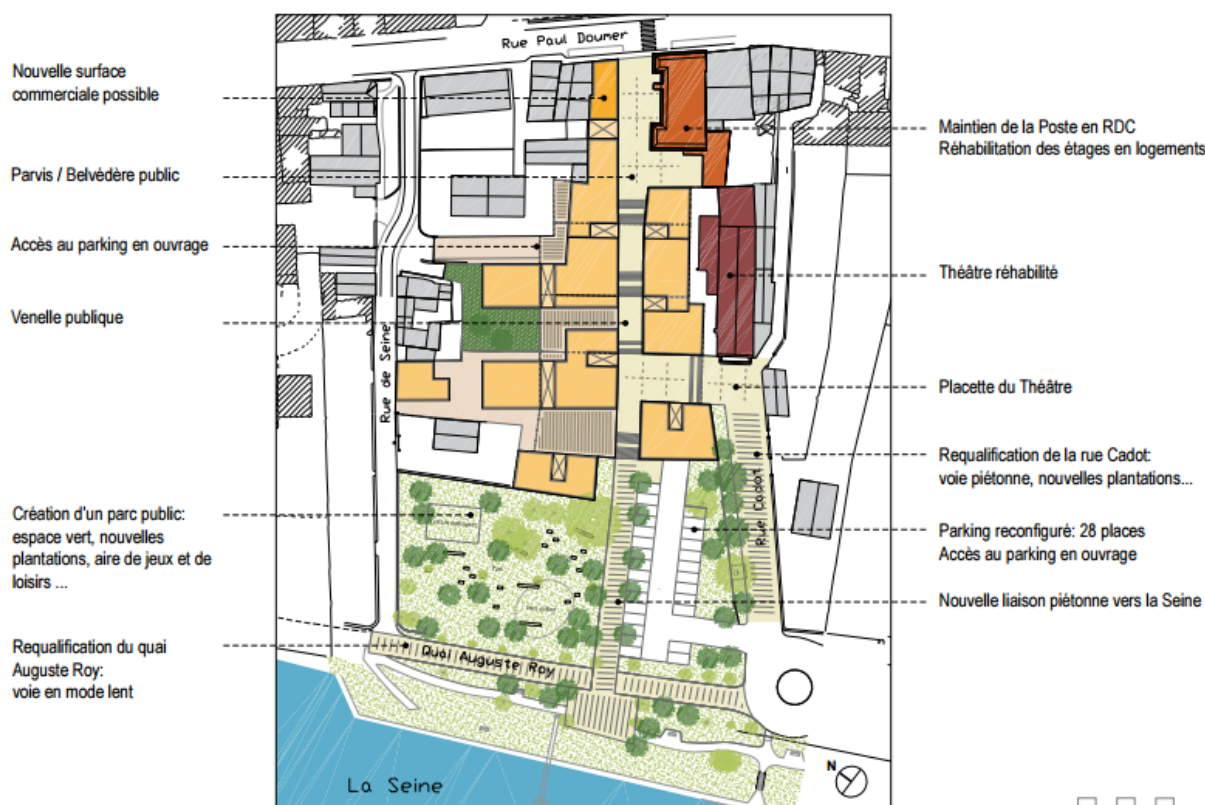 Rue Paul Doumer
Nouvelle surface
commerciale possible
Parvis / Belvédère public
Accès au parking en ouvrage
Venelle publique
Création d'un parc public:
espace vert, nouvelles
plantations, aire de jeux et de
loisirs ...
Requalification du quai
Auguste Roy:
voie en mode lent
Maintien de la Poste en RDC
Réhabilitation des étages en logements
Théâtre réhabilité
Placette du Théâtre
Requalification de la rue Cadot:
voie piétonne, nouvelles plantations...
Parking reconfiguré: 28 places
Accès au parking en ouvrage
Nouvelle liaison piétonne vers la Seine
Rue de Seine
Rue Cadot
Quai Auguste Roy
La Seine
N